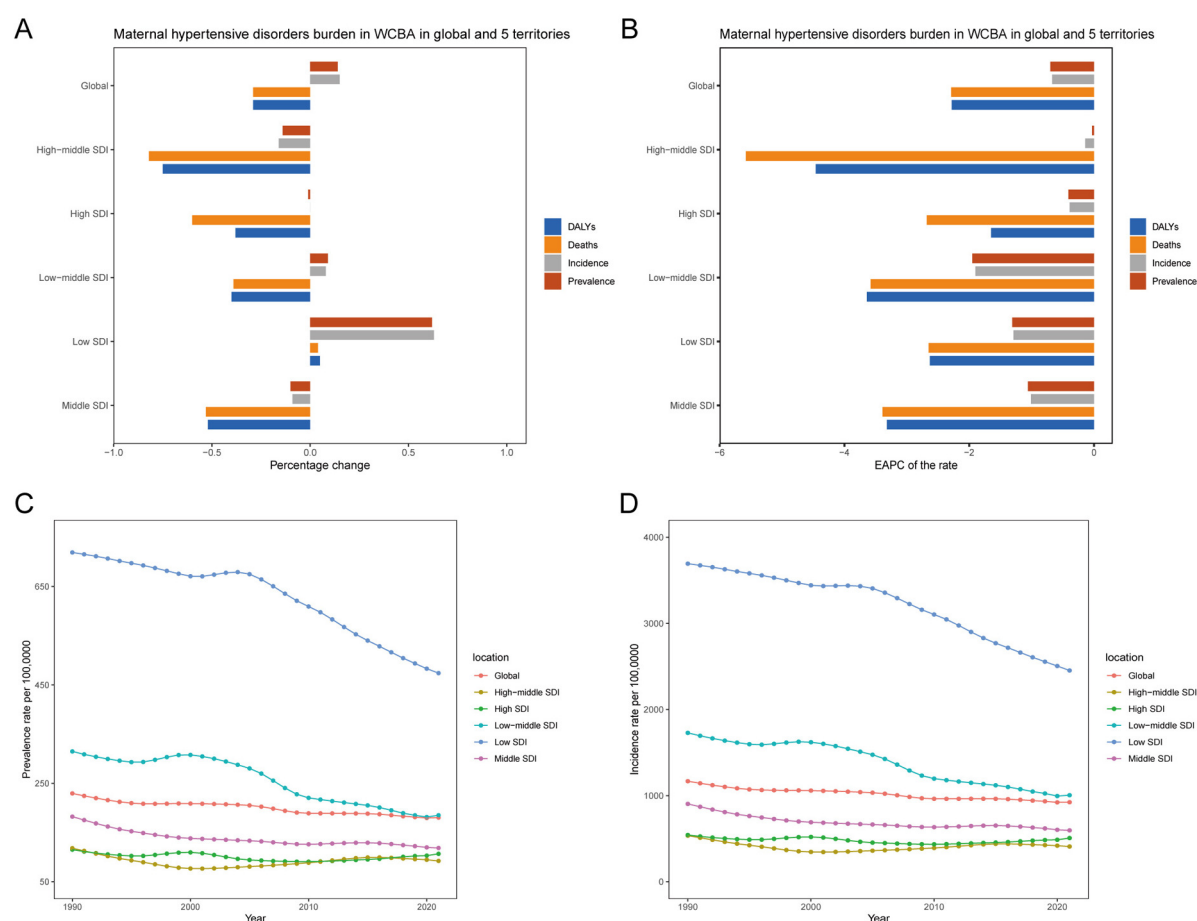 A
Maternal hypertensive disorders burden in WCBA in global and 5 territories
Global
High−middle SDI
High SDI
Low−middle SDI
Low SDI
Middle SDI
−1.0
−0.5
0.0
0.5
1.0
Percentage change
DALYs
Deaths
Incidence
Prevalence
B
Maternal hypertensive disorders burden in WCBA in global and 5 territories
Global
High−middle SDI
High SDI
Low−middle SDI
Low SDI
Middle SDI
−6
−4
−2
0
EAPC of the rate
DALYs
Deaths
Incidence
Prevalence
C
Prevalence rate per 100,0000
650
450
250
50
1990
2000
2010
2020
Year
location
Global
High−middle SDI
High SDI
Low−middle SDI
Low SDI
Middle SDI
D
Incidence rate per 100,0000
4000
3000
2000
1000
0
1990
2000
2010
2020
Year
location
Global
High−middle SDI
High SDI
Low−middle SDI
Low SDI
Middle SDI